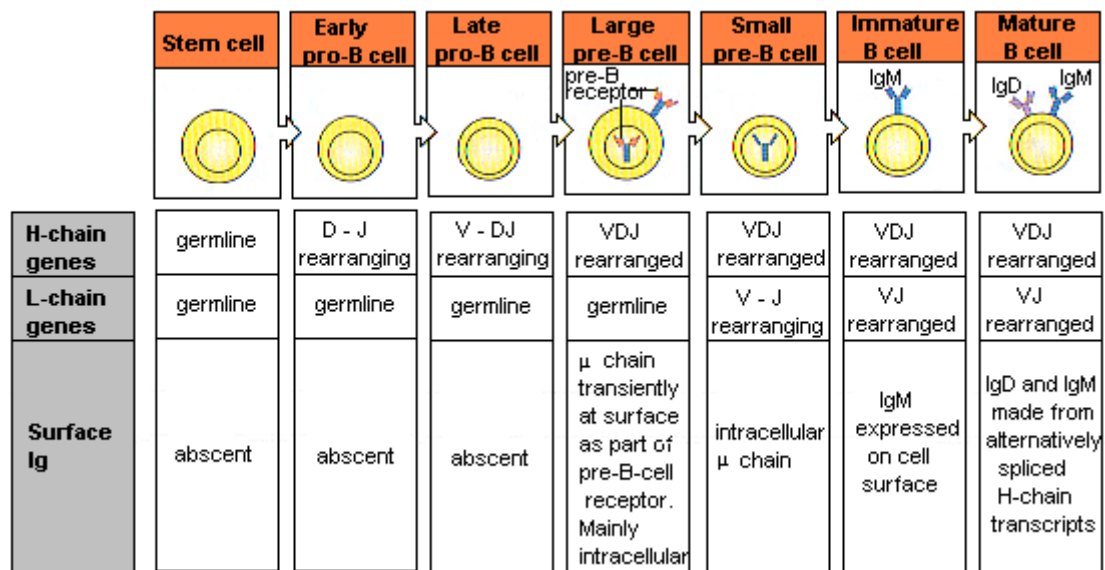 Stem cell
Early
pro-B cell
Late
pro-B cell
Large
pre-B cell
Small
pre-B cell
Immature
B cell
Mature
B cell
pre-B
receptor
IgM
IgD
IgM
H-chain
genes
germline
D - J
rearranging
V - DJ
rearranging
VDJ
rearranged
VDJ
rearranged
VDJ
rearranged
VDJ
rearranged
L-chain
genes
germline
germline
germline
germline
V - J
rearranging
VJ
rearranged
VJ
rearranged
Surface
Ig
abscent
abscent
abscent
μ chain
transiently
at surface
as part of
pre-B-cell
receptor.
Mainly
intracellular
intracellular
μ chain
IgM
expressed
on cell
surface
IgD and IgM
made from
alternatively
spliced
H-chain
transcripts